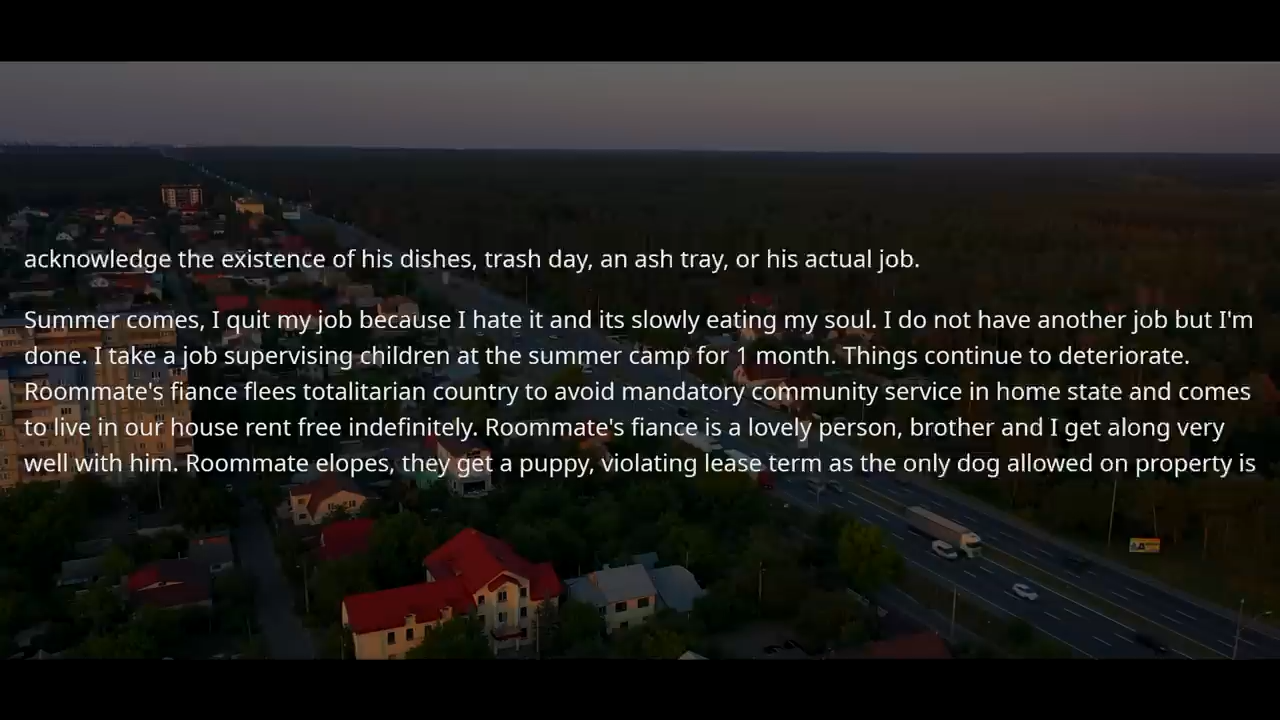 acknowledge the existence of his dishes, trash day, an ash tray, or his actual job.
Summer comes, I quit my job because I hate it and its slowly eating my soul. I do not have another job but I'm
done. I take a job supervising children at the summer camp for 1 month. Things continue to deteriorate.
Roommate's fiance flees totalitarian country to avoid mandatory community service in home state and comes
to live in our house rent free indefinitely. Roommate's fiance is a lovely person, brother and I get along very
well with him. Roommate elopes, they get a puppy, violating lease term as the only dog allowed on property is